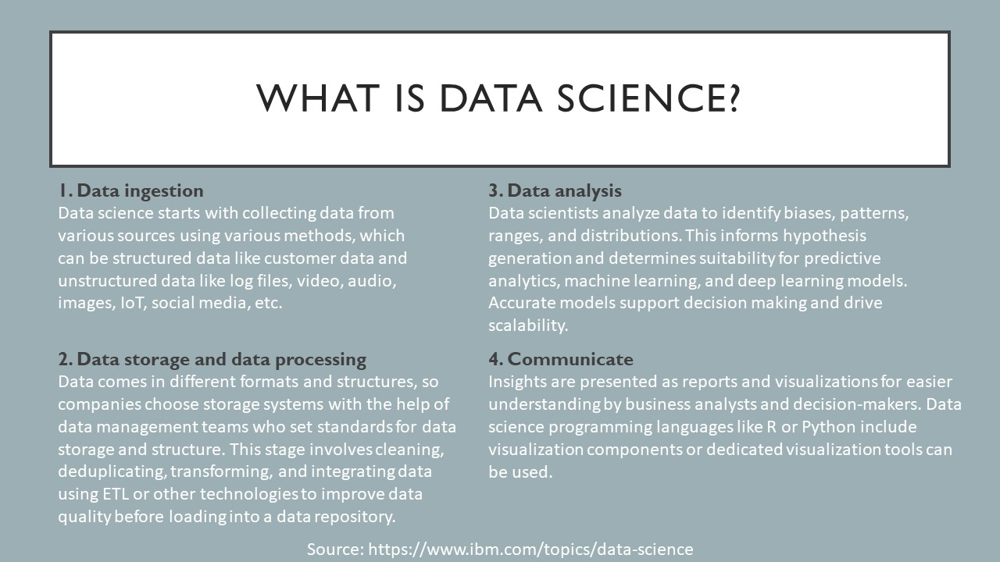 WHAT IS DATA SCIENCE?
1. Data ingestion
Data science starts with collecting data from
various sources using various methods, which
can be structured data like customer data and
unstructured data like log files, video, audio,
images, IoT, social media, etc.
2. Data storage and data processing
Data comes in different formats and structures, so
companies choose storage systems with the help of
data management teams who set standards for data
storage and structure. This stage involves cleaning,
deduplicating, transforming, and integrating data
using ETL or other technologies to improve data
quality before loading into a data repository.
3. Data analysis
Data scientists analyze data to identify biases, patterns,
ranges, and distributions. This informs hypothesis
generation and determines suitability for predictive
analytics, machine learning, and deep learning models.
Accurate models support decision making and drive
scalability.
4. Communicate
Insights are presented as reports and visualizations for easier
understanding by business analysts and decision-makers. Data
science programming languages like R or Python include
visualization components or dedicated visualization tools can
be used.
Source: https://www.ibm.com/topics/data-science